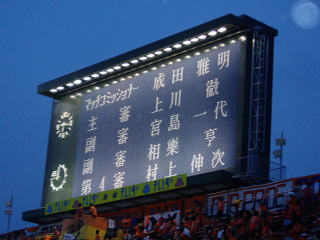 マッチコミッショナー 成田 雅明
主審 上川 徹
副審 宮島 一代
副審 相樂 亨
第4審 村上 伸次